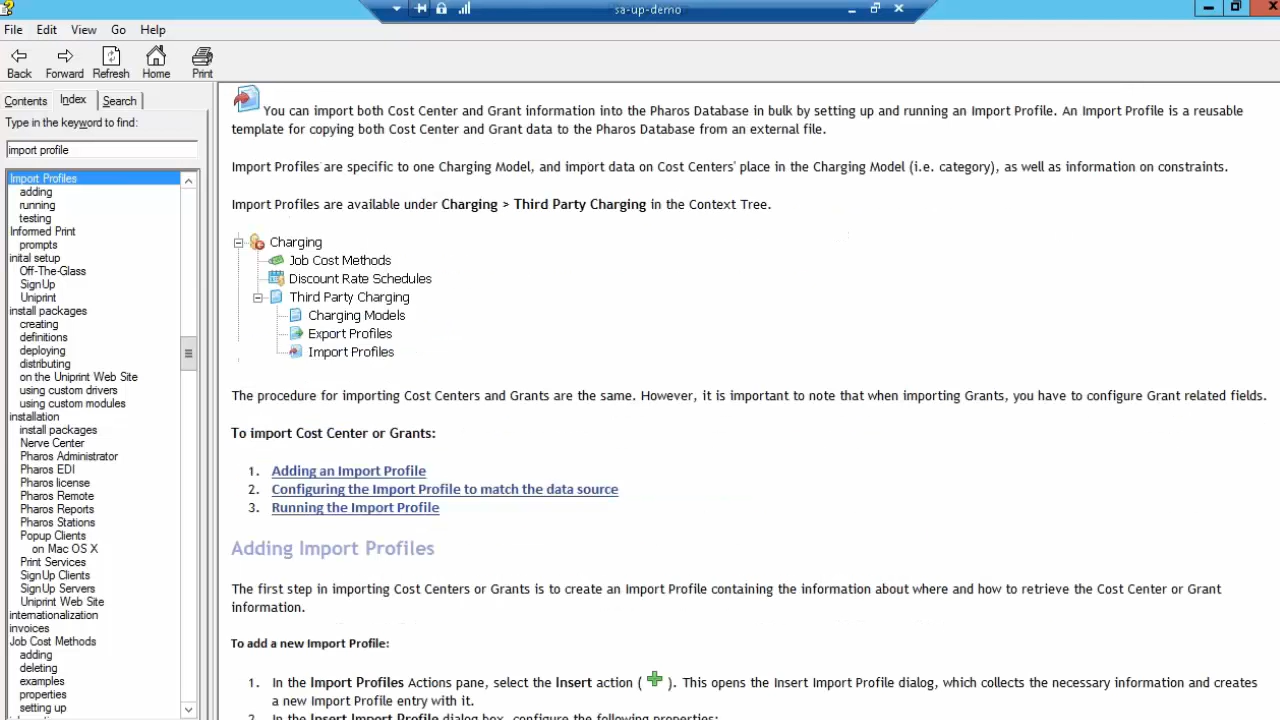 sa-up-demo
File Edit View Go Help
Back Forward Refresh Home Print
Contents Index Search
Type in the keyword to find:
import profile
Import Profiles
adding
running
testing
Informed Print
prompts
inital setup
Off-The-Glass
SignUp
Uniprint
install packages
creating
definitions
deploying
distributing
on the Uniprint Web Site
using custom drivers
using custom modules
installation
install packages
Nerve Center
Pharos Administrator
Pharos EDI
Pharos license
Pharos Remote
Pharos Reports
Pharos Stations
Popup Clients
on Mac OS X
Print Services
SignUp Clients
SignUp Servers
Uniprint Web Site
internationalization
invoices
Job Cost Methods
adding
deleting
examples
properties
setting up
You can import both Cost Center and Grant information into the Pharos Database in bulk by setting up and running an Import Profile. An Import Profile is a reusable
template for copying both Cost Center and Grant data to the Pharos Database from an external file.
Import Profiles are specific to one Charging Model, and import data on Cost Centers' place in the Charging Model (i.e. category), as well as information on constraints.
Import Profiles are available under Charging > Third Party Charging in the Context Tree.
Charging
Job Cost Methods
Discount Rate Schedules
Third Party Charging
Charging Models
Export Profiles
Import Profiles
The procedure for importing Cost Centers and Grants are the same. However, it is important to note that when importing Grants, you have to configure Grant related fields.
To import Cost Center or Grants:
1. Adding an Import Profile
2. Configuring the Import Profile to match the data source
3. Running the Import Profile
Adding Import Profiles
The first step in importing Cost Centers or Grants is to create an Import Profile containing the information about where and how to retrieve the Cost Center or Grant
information.
To add a new Import Profile:
1. In the Import Profiles Actions pane, select the Insert action ( ). This opens the Insert Import Profile dialog, which collects the necessary information and creates
a new Import Profile entry with it.
2. In the Insert Import Profile dialog box, configure the following properties: